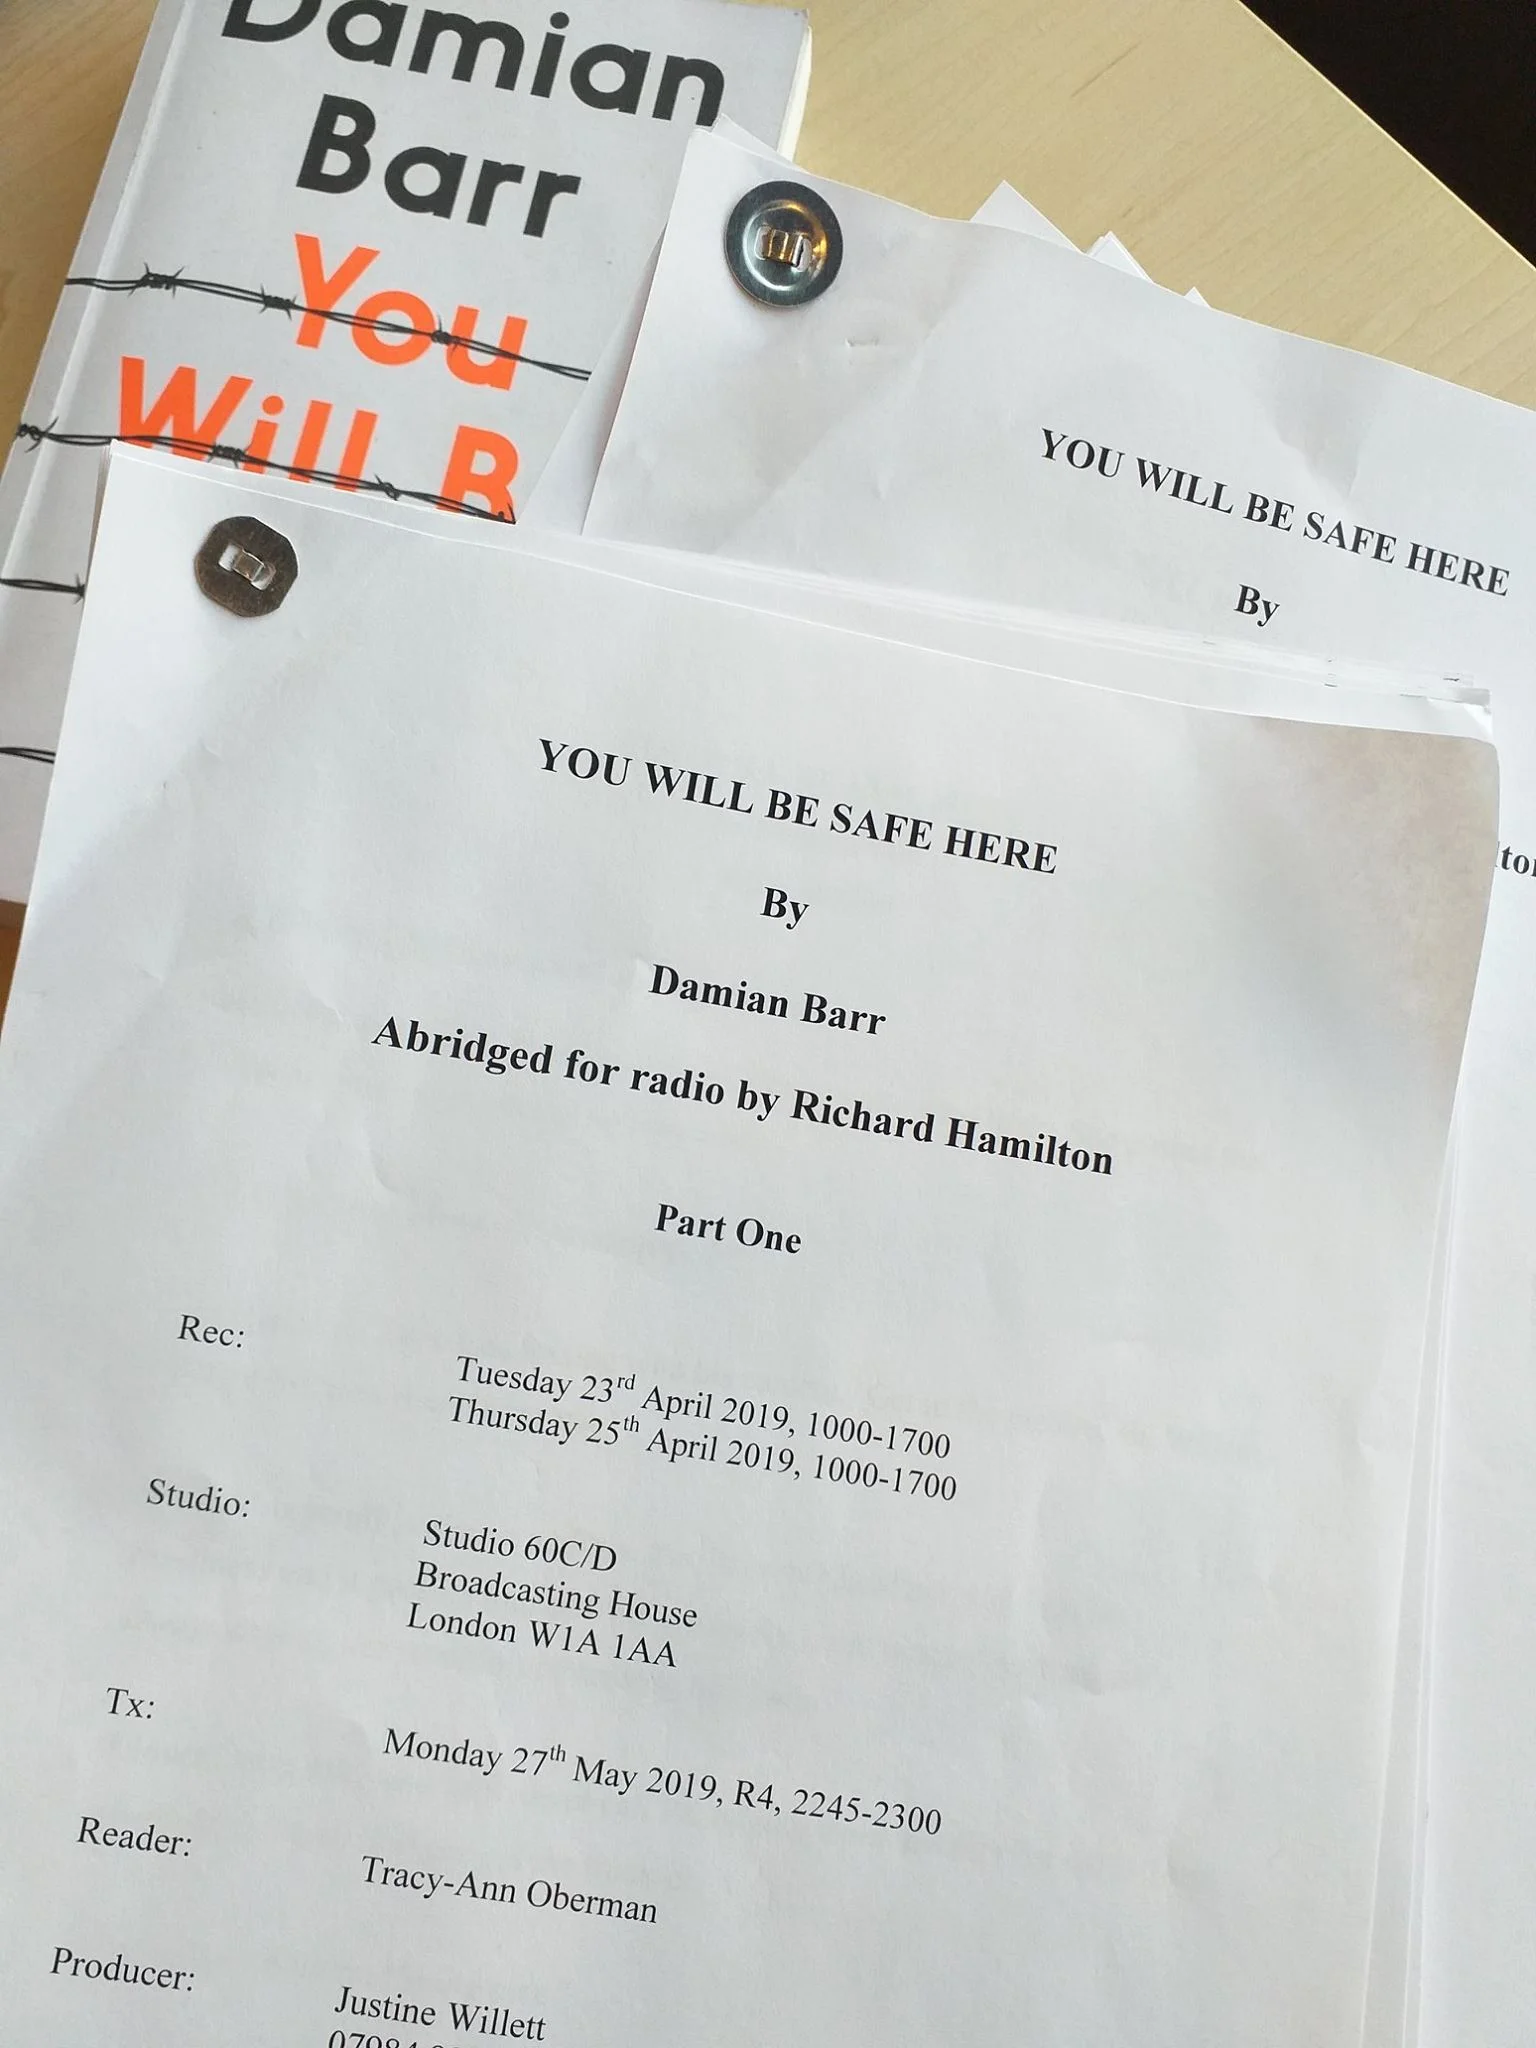 Damian
Barr
You
Will B
YOU WILL BE SAFE HERE
By
YOU WILL BE SAFE HERE
By
Damian Barr
Abridged for radio by Richard Hamilton
Part One
Rec:
Tuesday 23rd April 2019, 1000-1700
Thursday 25th April 2019, 1000-1700
Studio:
Studio 60C/D
Broadcasting House
London W1A 1AA
Tx:
Monday 27th May 2019, R4, 2245-2300
Reader:
Tracy-Ann Oberman
Producer:
Justine Willett